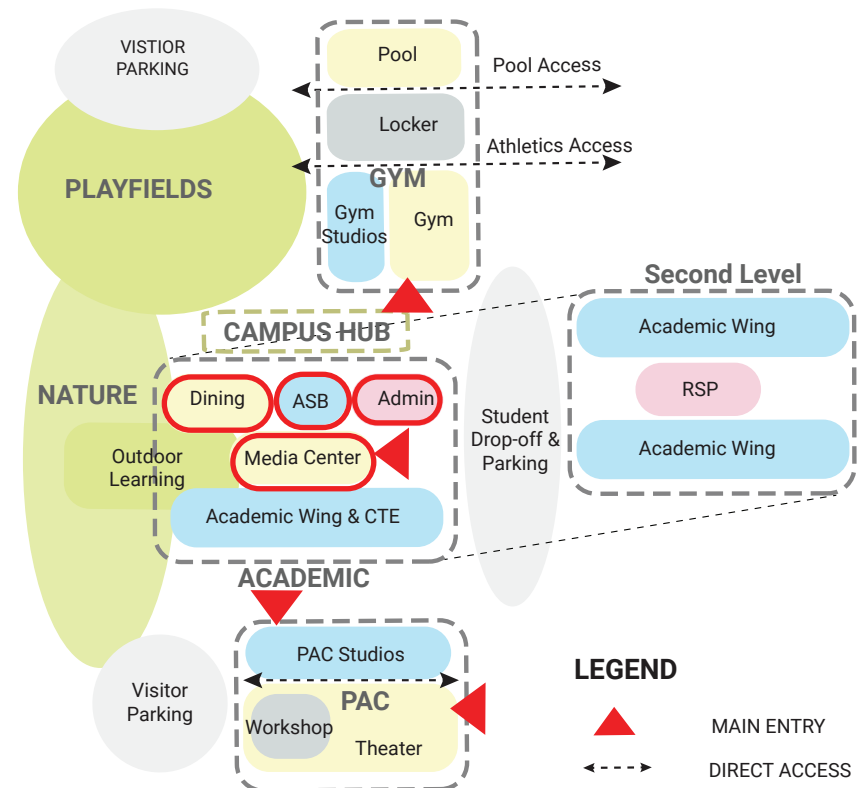 VISTIOR
PARKING
Pool
Pool Access
Locker
Athletics Access
GYM
PLAYFIELDS
Gym
Studios
Gym
Second Level
CAMPUS HUB
Academic Wing
NATURE
Dining
ASB
Admin
RSP
Student
Drop-off &
Parking
Media Center
Outdoor
Learning
Academic Wing
Academic Wing & CTE
ACADEMIC
PAC Studios
Visitor
Parking
PAC
Workshop
Theater
LEGEND
MAIN ENTRY
DIRECT ACCESS